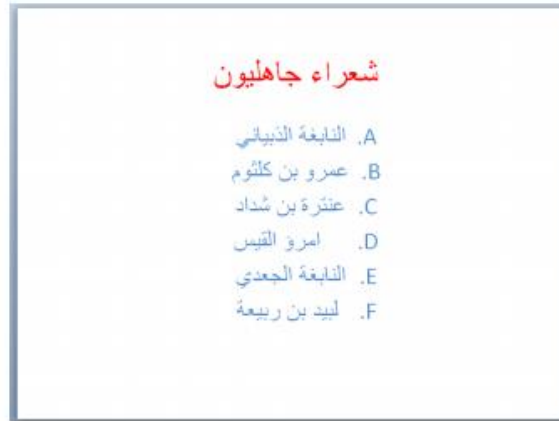 شعراء جاهليون
A. النابغة الذبياني
B. عمرو بن كلثوم
C. عنترة بن شداد
D. امرؤ القيس
E. النابغة الجعدي
F. لبيد بن ربيعة